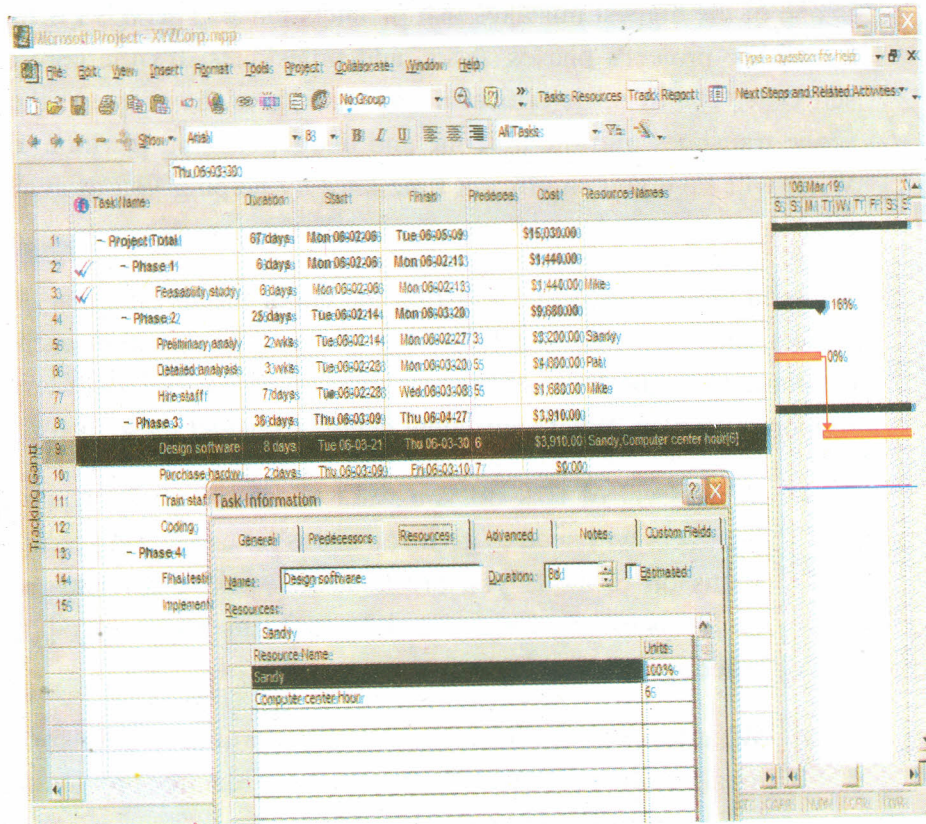 Microsoft Project - XYZCorp.mpp
File Edit View Insert Format Tools Project Collaborate Window Help Type a question for help
No Group Tasks Resources Track Report Next Steps and Related Activities
Show Arial 8 B I U All Tasks
Thu 06-03-30
Task Name Duration Start Finish Predeces Cost Resource Names '06 Mar 19
S S M T W T F S S
1 - Project (Total) 67 days Mon 06-02-06 Tue 06-05-09 $15,030.00
2 - Phase 1 6 days Mon 06-02-06 Mon 06-02-13 $1,440.00
3 Feasability study 6 days Mon 06-02-06 Mon 06-02-13 $1,440.00 Mike
4 - Phase 2 25 days Tue 06-02-14 Mon 06-03-20 $9,680.00 16%
5 Preliminary analy 2 wks Tue 06-02-14 Mon 06-02-27 3 $3,200.00 Sandy
6 Detailed analysis 3 wks Tue 06-02-28 Mon 06-03-20 5 Patt 0%
7 Hire staff 7 days Tue 06-02-28 Wed 06-03-08 5 $1,680.00 Mike
8 - Phase 3 36 days Thu 06-03-09 Thu 06-04-27 $3,910.00
9 Design software 8 days Tue 06-03-21 Thu 06-03-30 6 $3,910.00 Sandy,Computer center hour[6]
10 Purchase hardw 2 days Thu 06-03-09 Fri 06-03-10 7 $0.00
11 Train staf
12 Coding
13 - Phase 4
14 Final testi
15 Implement
Tracking Gantt
Task Information
General Predecessors Resources Advanced Notes Custom Fields
Name: Design software Duration: 8d Estimated
Resources:
Sandy
Resource Name Units
Sandy 100%
Computer center Hour 6